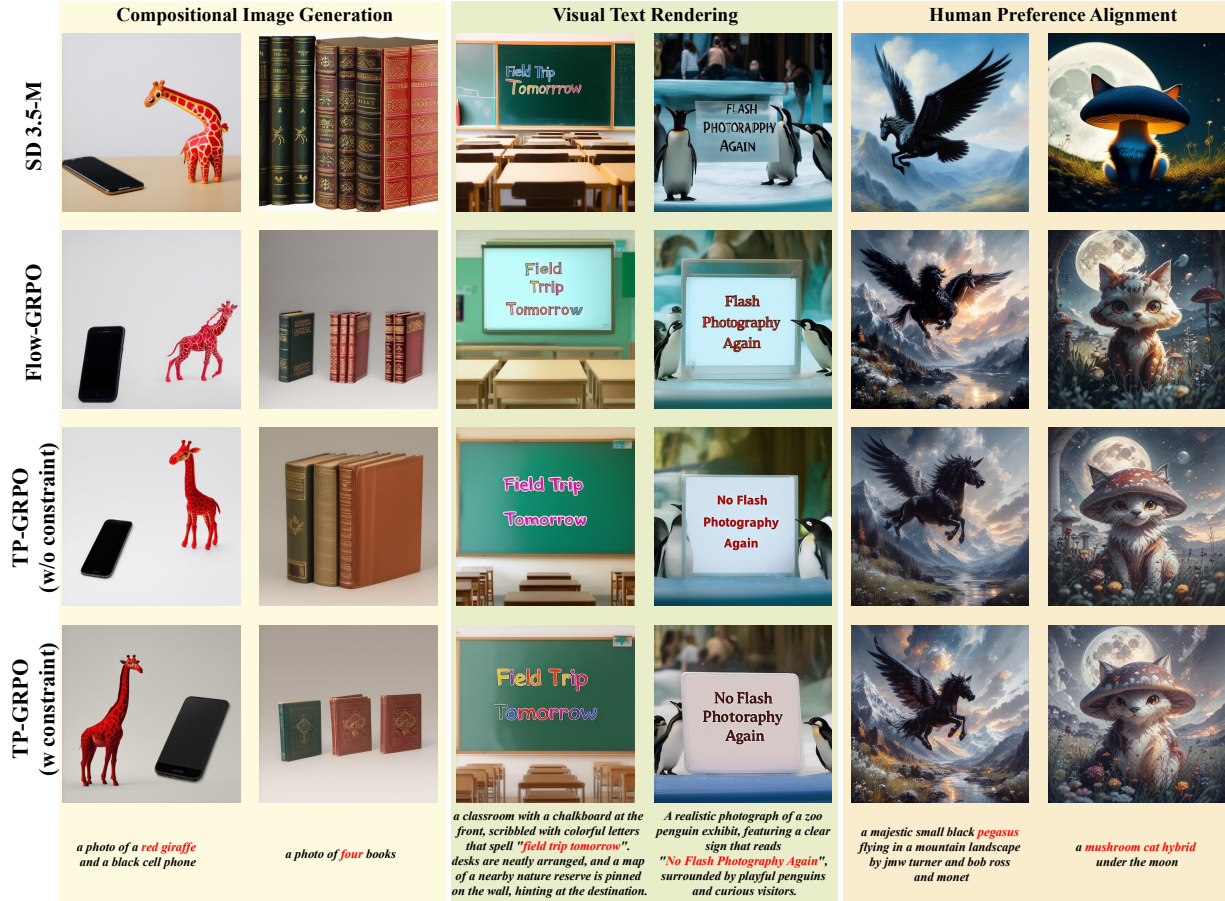 Compositional Image Generation
Visual Text Rendering
Human Preference Alignment
SD 3.5-M
Field Trip
Tomorrrow
FLASH
PHOTORAPPHY
AGAIN
Flow-GRPO
Field
Trrip
Tomorrow
Flash
Photography
Again
TP-GRPO
(w/o constraint)
Field Trip
Tomorrow
No Flash
Photography
Again
TP-GRPO
(w constraint)
Field Trip
Tomorrow
No Flash
Photoraphy
Again
a photo of a red giraffe
and a black cell phone
a photo of four books
a classroom with a chalkboard at the
front, scribbled with colorful letters
that spell "field trip tomorrow".
desks are neatly arranged, and a map
of a nearby nature reserve is pinned
on the wall, hinting at the destination.
A realistic photograph of a zoo
penguin exhibit, featuring a clear
sign that reads
"No Flash Photography Again",
surrounded by playful penguins
and curious visitors.
a majestic small black pegasus
flying in a mountain landscape
by jmw turner and bob ross
and monet
a mushroom cat hybrid
under the moon